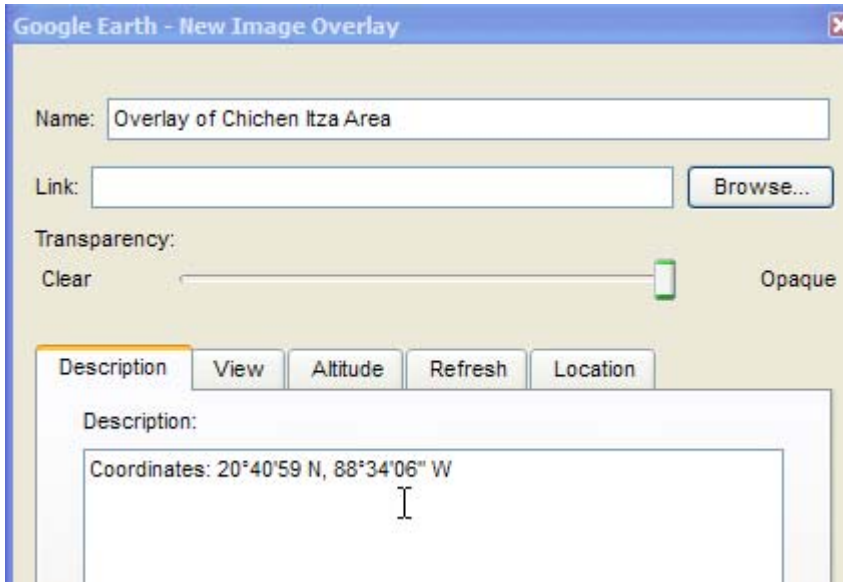 Google Earth - New Image Overlay
Name: Overlay of Chichen Itza Area
Link: Browse...
Transparency:
Clear Opaque
Description View Altitude Refresh Location
Description:
Coordinates: 20°40'59 N, 88°34'06" W